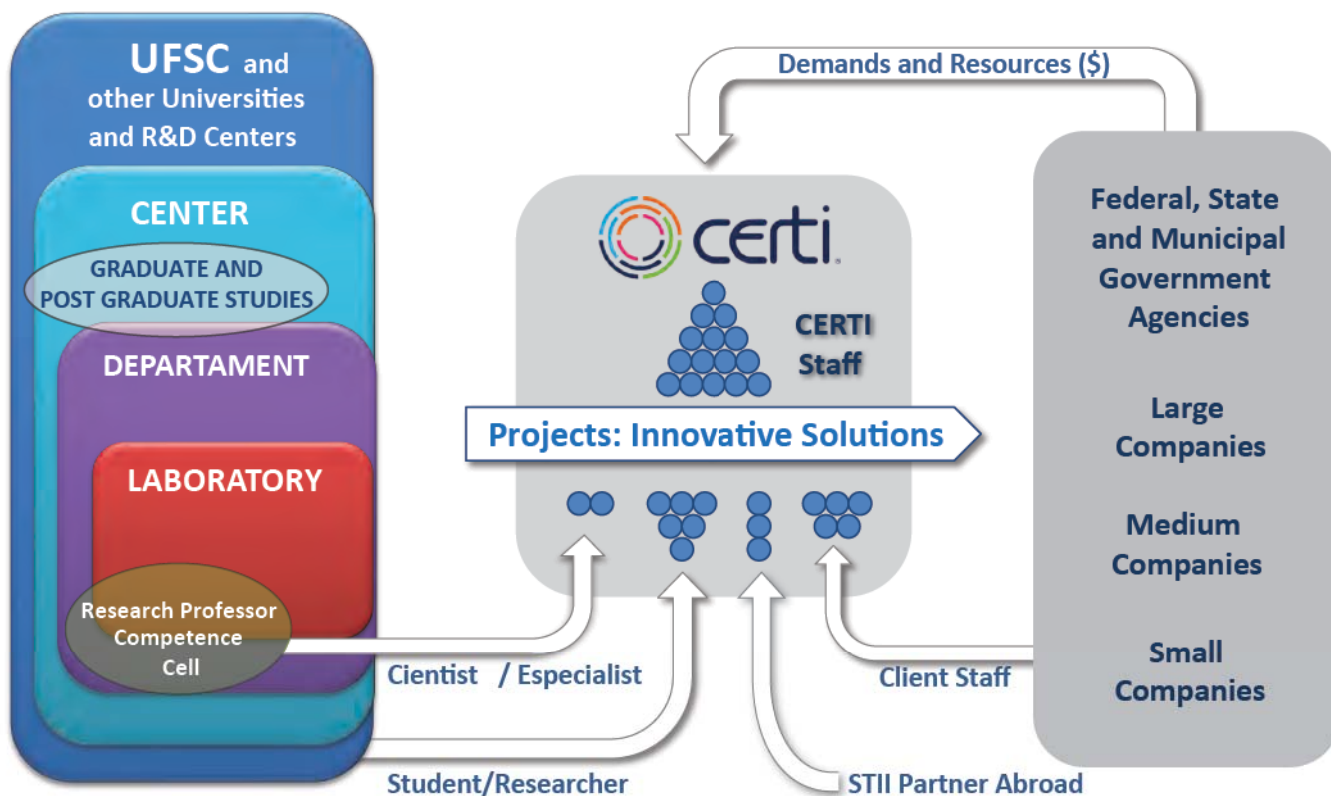 UFSC and
other Universities
and R&D Centers
CENTER
GRADUATE AND
POST GRADUATE STUDIES
DEPARTAMENT
LABORATORY
Research Professor
Competence
Cell
Demands and Resources ($)
certi
CERTI
Staff
Projects: Innovative Solutions
Cientist / Especialist
Student/Researcher
STII Partner Abroad
Client Staff
Federal, State
and Municipal
Government
Agencies
Large
Companies
Medium
Companies
Small
Companies